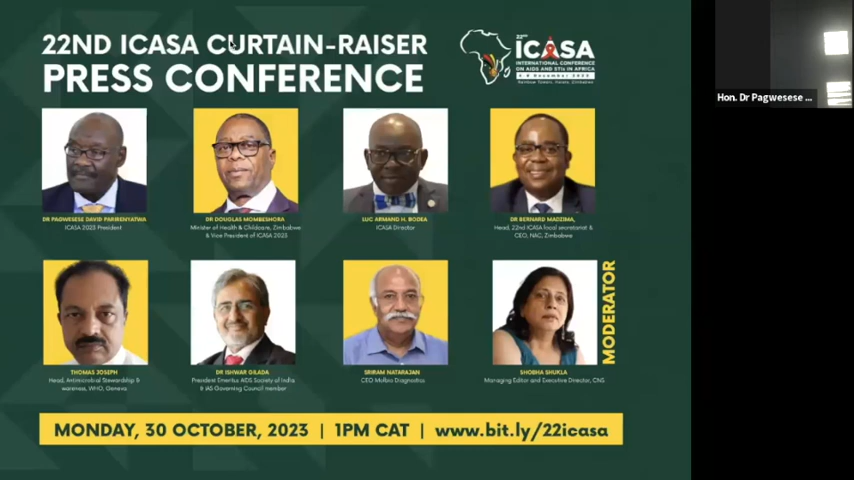 22ND ICASA CURTAIN-RAISER
PRESS CONFERENCE
22ND
ICASA
INTERNATIONAL CONFERENCE
ON AIDS AND STIs IN AFRICA
Hon. Dr Pagwesese ...
DR PAGWESESE DAVID PARIRENYATWA
ICASA 2023 President
DR DOUGLAS MOMBESHORA
Minister of Health & Childcare, Zimbabwe
& Vice President of ICASA 2023
LUC ARMAND H. BODEA
ICASA Director
DR BERNARD MADZIMA,
Head, 22nd ICASA focal secretariat &
CEO, NAC, Zimbabwe
THOMAS JOSEPH
Head, Antimicrobial Stewardship &
wareness, WHO, Geneva
DR ISHWAR GILADA
President Emeritus AIDS Society of India
& IAS Governing Council member
SRIRAM NATARAJAN
CEO Molbio Diagnostics
SHOBHA SHUKLA
Managing Editor and Executive Director, CNS
MODERATOR
MONDAY, 30 OCTOBER, 2023 | 1PM CAT | www.bit.ly/22icasa